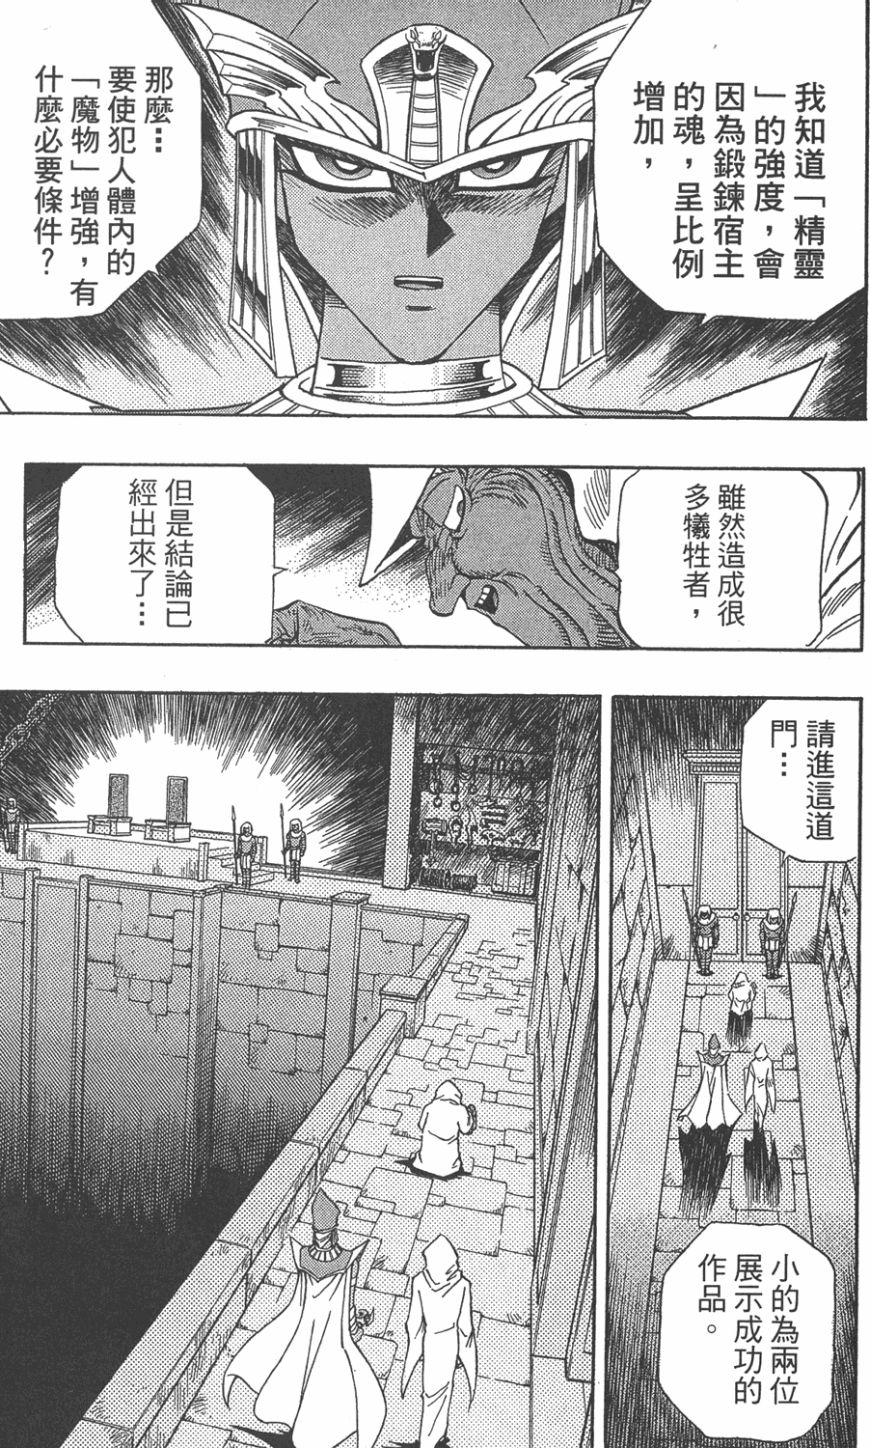 我知道「精靈
」的強度，會
因為鍛鍊宿主
的魂，呈比例
增加，
那麼…
要使犯人體內的
「魔物」增強，有
什麼必要條件？
雖然造成很
多犧牲者，
但是結論已
經出來了…
請進這道
門…
小的為兩位
展示成功的
作品。